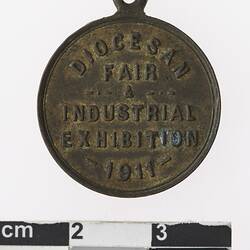 DIOCESAN
FAIR
&
INDUSTRIAL
EXHIBITION
-1911-
cm 2 3